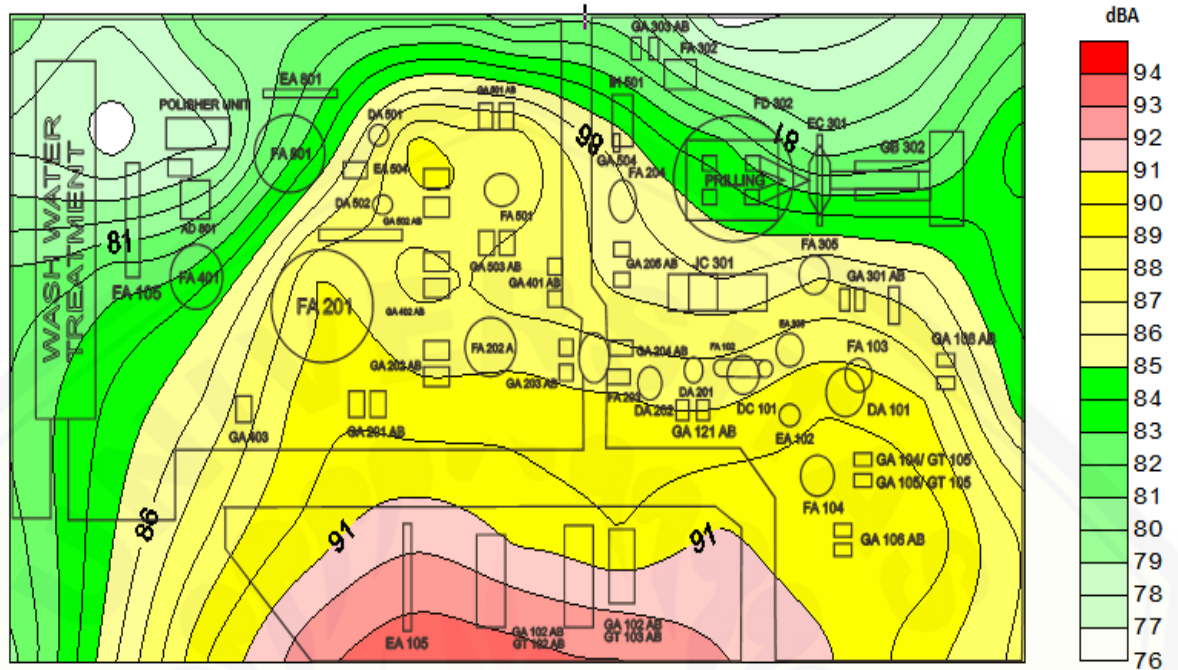 dBA
GA 303 AB
FA 302
EA 801
GA 501 AB
FD 302
POLISHER UNIT
DA 501
EC 301
81
GB 302
FA 801
GA 504
EA 504
FA 204
PRILLING
DA 502
AD 801
FA 501
GA 502 AB
81
FA 305
WASH WATER
TREATMENT
FA 401
EA 105
GA 503 AB
GA 401 AB
GA 206 AB
JC 301
GA 301 AB
FA 201
GA 402 AB
GA 106 AB
FA 202 A
GA 204 AB
FA 102
FA 103
GA 202 AB
GA 203 AB
FA 203
DA 201
DA 202
DC 101
DA 101
GA 403
GA 201 AB
GA 121 AB
EA 102
GA 104/ GT 105
GA 105/ GT 105
FA 104
86
91
91
GA 106 AB
EA 105
GA 102 AB
GT 102 AB
GA 102 AB
GT 103 AB
94
93
92
91
90
89
88
87
86
85
84
83
82
81
80
79
78
77
76